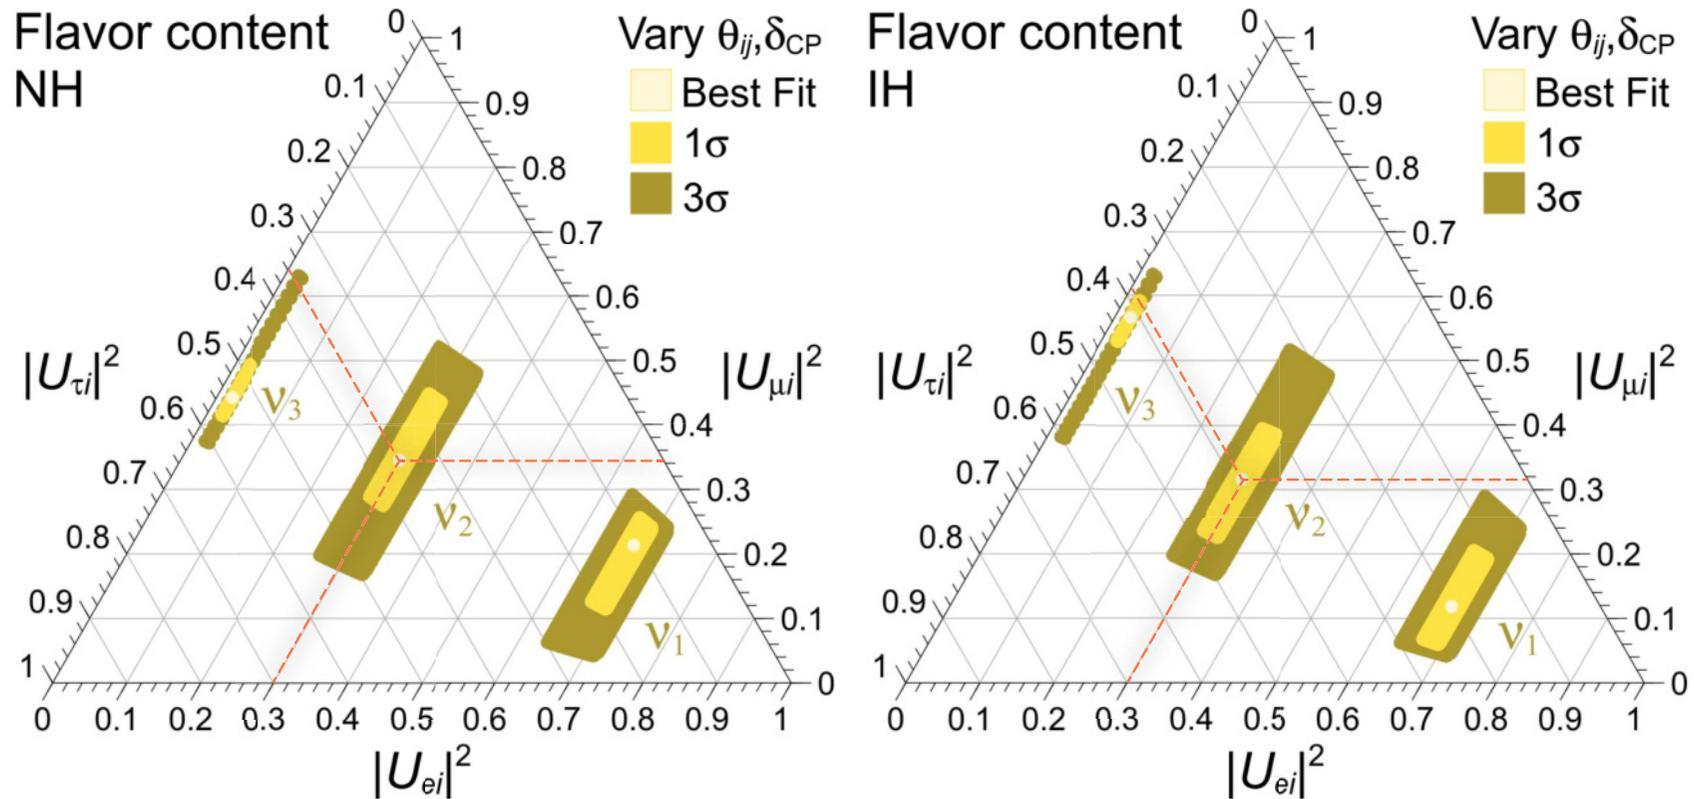 Flavor content
NH
Vary θij,δCP
Best Fit
1σ
3σ
0
0.1
0.2
0.3
0.4
0.5
0.6
0.7
0.8
0.9
1
|Uτi|²
1
0.9
0.8
0.7
0.6
0.5
0.4
0.3
0.2
0.1
0
|Uμi|²
ν3
ν2
ν1
0 0.1 0.2 0.3 0.4 0.5 0.6 0.7 0.8 0.9 1
|Uei|²
Flavor content
IH
Vary θij,δCP
Best Fit
1σ
3σ
0
0.1
0.2
0.3
0.4
0.5
0.6
0.7
0.8
0.9
1
|Uτi|²
1
0.9
0.8
0.7
0.6
0.5
0.4
0.3
0.2
0.1
0
|Uμi|²
ν3
ν2
ν1
0 0.1 0.2 0.3 0.4 0.5 0.6 0.7 0.8 0.9 1
|Uei|²